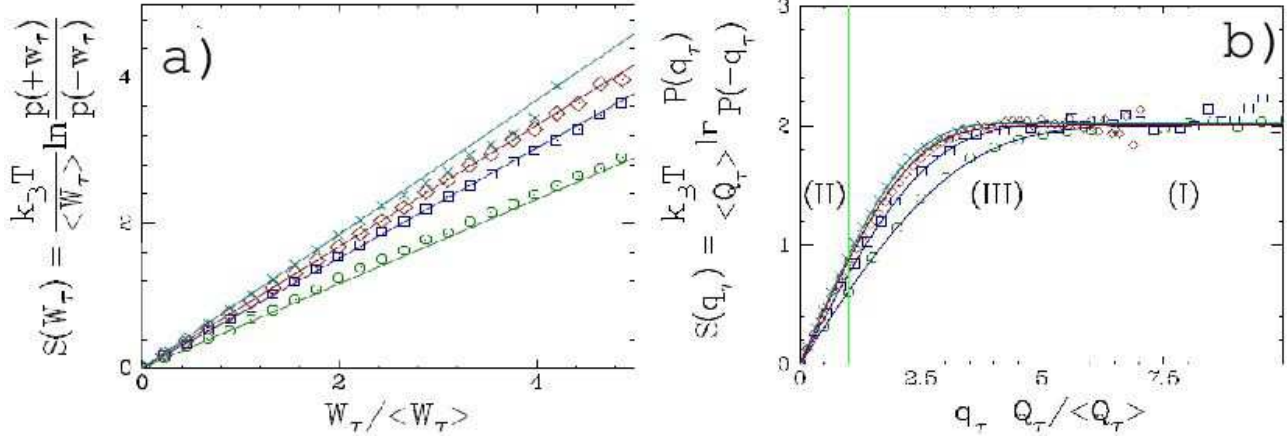 a)
S(W_τ) = k_BT / <W_τ> ln p(+w_τ) / p(-w_τ)
0 2 4
0 2 4
W_τ/<W_τ>
b)
S(q_τ) = k_BT / <Q_τ> ln P(q_τ) / P(-q_τ)
0 1 2 3
(II) (III) (I)
0 2.5 5 7.5
q_τ Q_τ/<Q_τ>